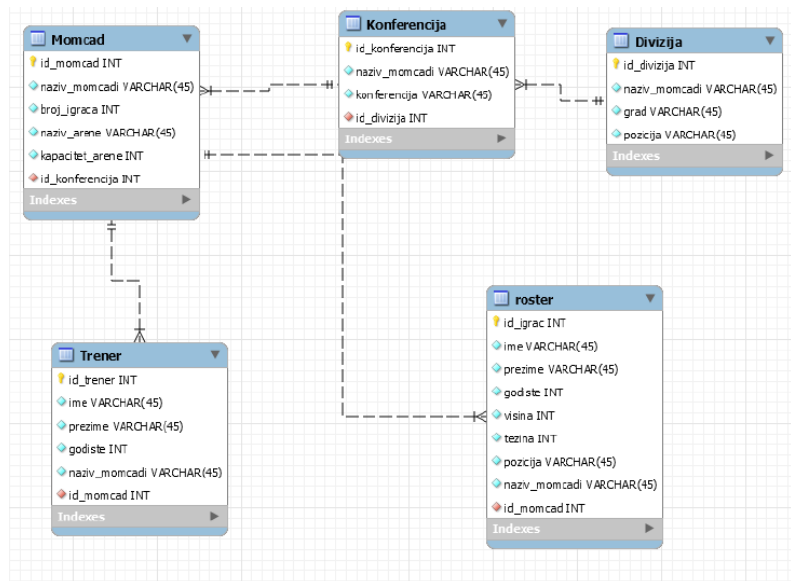 Momcad
id_momcad INT
naziv_momcadi VARCHAR(45)
broj_igraca INT
naziv_arene VARCHAR(45)
kapacitet_arene INT
id_konferencija INT
Indexes
Konferencija
id_konferencija INT
naziv_momcadi VARCHAR(45)
konferencija VARCHAR(45)
id_divizija INT
Indexes
Divizija
id_divizija INT
naziv_momcadi VARCHAR(45)
grad VARCHAR(45)
pozicija VARCHAR(45)
Indexes
Trener
id_trener INT
ime VARCHAR(45)
prezime VARCHAR(45)
godiste INT
naziv_momcadi VARCHAR(45)
id_momcad INT
Indexes
roster
id_igrac INT
ime VARCHAR(45)
prezime VARCHAR(45)
godiste INT
visina INT
tezina INT
pozicija VARCHAR(45)
naziv_momcadi VARCHAR(45)
id_momcad INT
Indexes